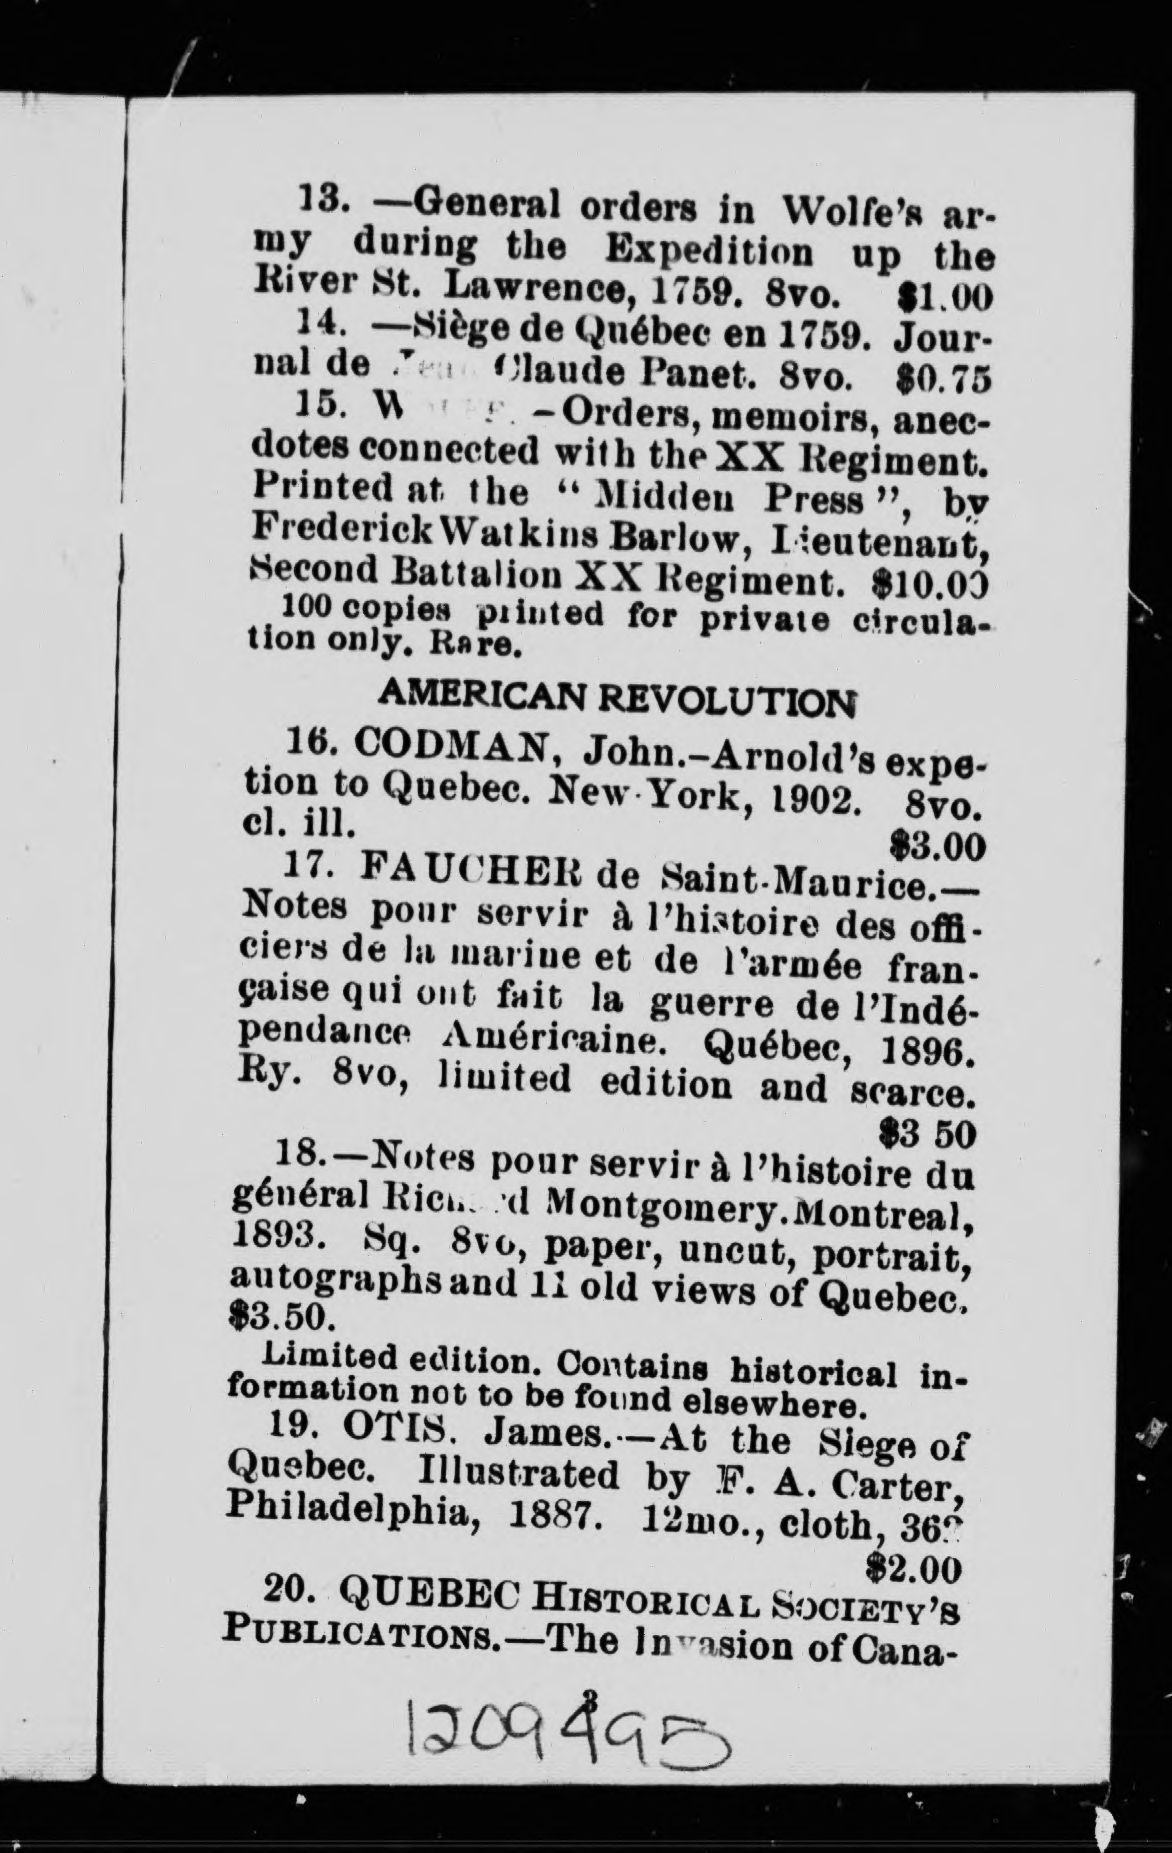 13. —General orders in Wolfe's ar-
my during the Expedition up the
River St. Lawrence, 1759. 8vo. $1.00
14. —Siège de Québec en 1759. Jour-
nal de Claude Panet. 8vo. $0.75
15. –Orders, memoirs, anec-
dotes connected with the XX Regiment.
Printed at the “ Midden Press ”, by
Frederick Watkins Barlow, Lieutenant,
Second Battalion XX Regiment. $10.00
100 copies printed for private circula-
tion only. Rare.
AMERICAN REVOLUTION
16. CODMAN, John.–Arnold's expe-
tion to Quebec. New-York, 1902. 8vo.
cl. ill. $3.00
17. FAUCHER de Saint-Maurice.—
Notes pour servir à l'histoire des offi-
ciers de la marine et de l'armée fran-
çaise qui ont fait la guerre de l'Indé-
pendance Américaine. Québec, 1896.
Ry. 8vo, limited edition and scarce.
$3 50
18.—Notes pour servir à l'histoire du
général Richard Montgomery. Montreal,
1893. Sq. 8vo, paper, uncut, portrait,
autographs and 11 old views of Quebec.
$3.50.
Limited edition. Contains historical in-
formation not to be found elsewhere.
19. OTIS. James.—At the Siege of
Quebec. Illustrated by F. A. Carter,
Philadelphia, 1887. 12mo., cloth,
$2.00
20. QUEBEC HISTORICAL SOCIETY'S
PUBLICATIONS.—The Invasion of Cana-
3
1209495